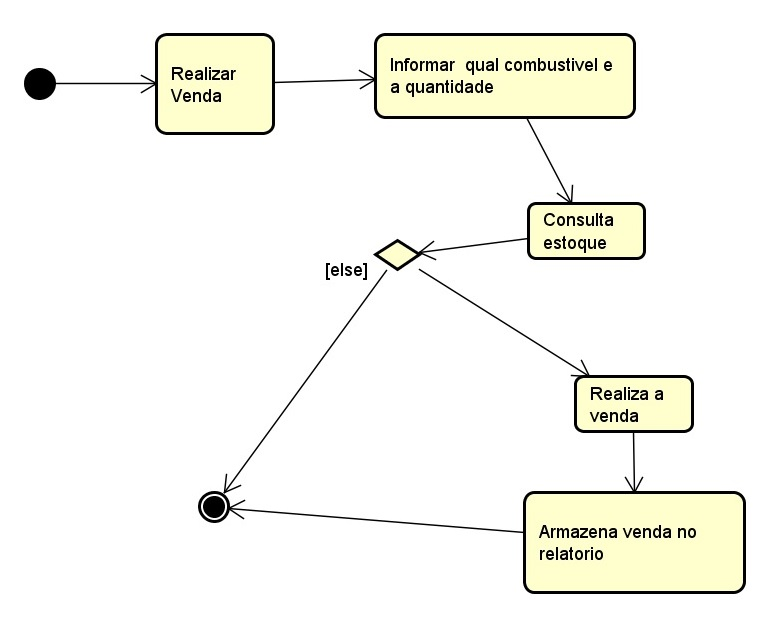 Realizar
Venda
Informar  qual combustivel e
a quantidade
Consulta
estoque
[else]
Realiza a
venda
Armazena venda no
relatorio